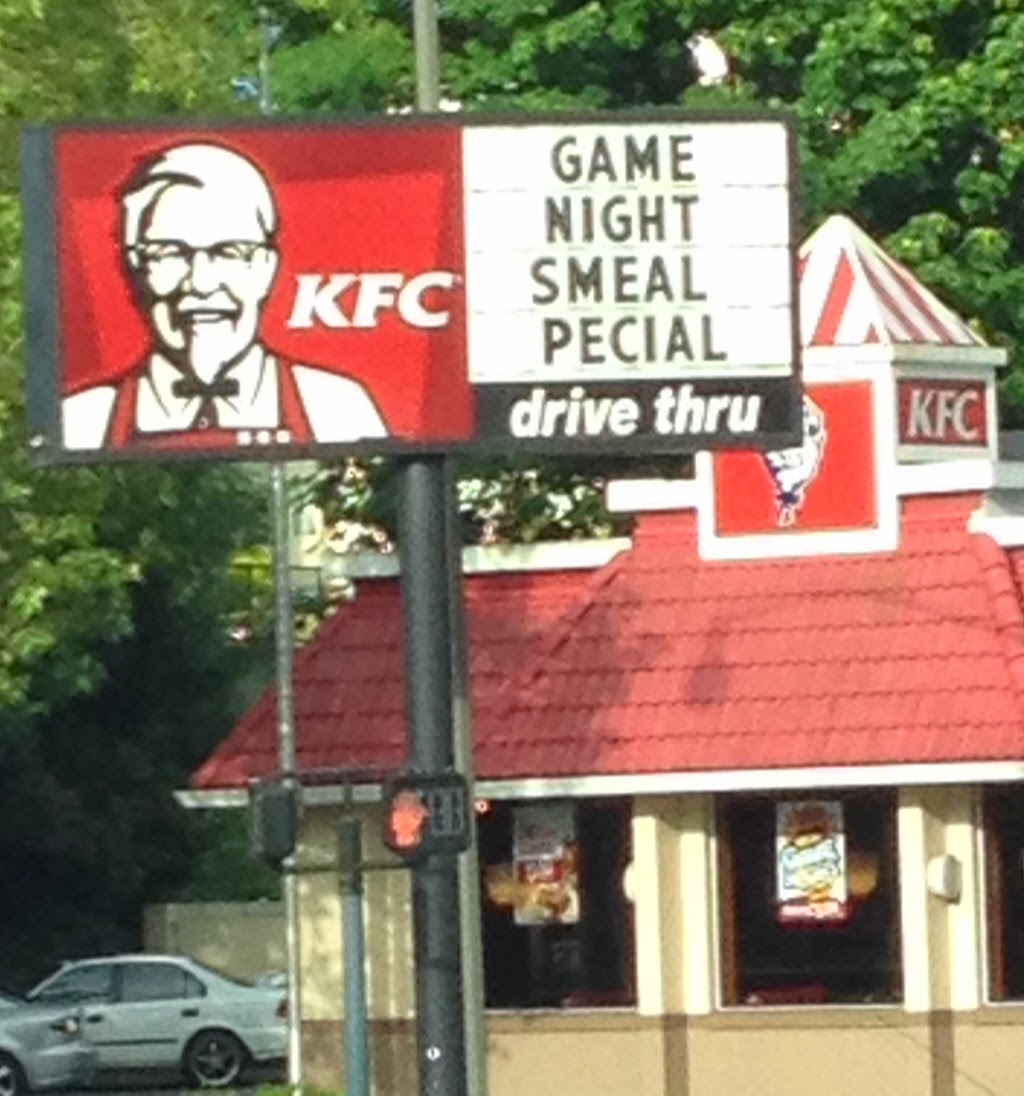 KFC
GAME
NIGHT
SMEAL
PECIAL
drive thru
KFC